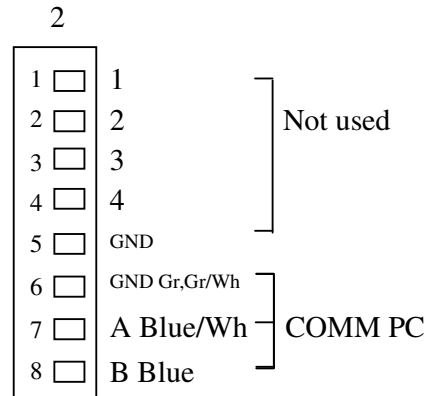 2
1 1
2 2 Not used
3 3
4 4
5 GND
6 GND Gr,Gr/Wh
7 A Blue/Wh COMM PC
8 B Blue